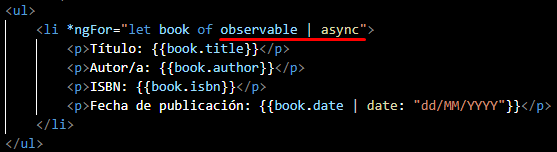 <ul>
<li *ngFor="let book of observable | async">
<p>Título: {{book.title}}</p>
<p>Autor/a: {{book.author}}</p>
<p>ISBN: {{book.isbn}}</p>
<p>Fecha de publicación: {{book.date | date: "dd/MM/YYYY"}}</p>
</li>
</ul>